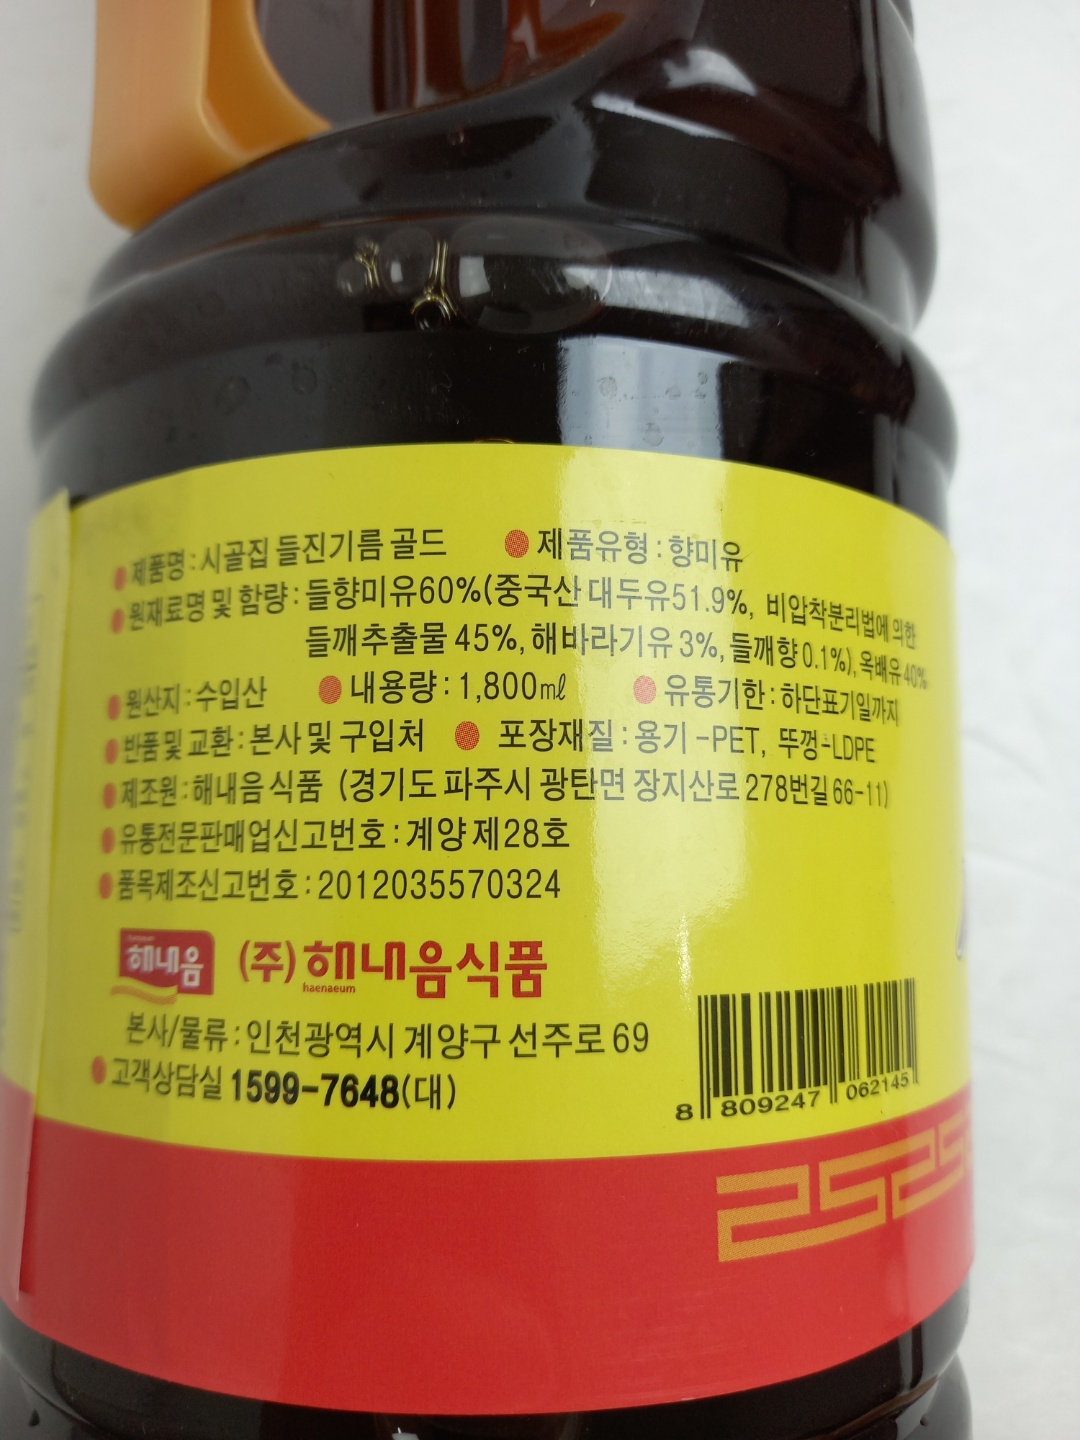 제품명 : 시골집 들진기름 골드 제품유형 : 향미유
원재료명 및 함량 : 들향미유60%(중국산 대두유51.9%, 비압착분리법에 의한
들깨추출물 45%, 해바라기유 3%, 들깨향 0.1%), 옥배유 40%
원산지 : 수입산 내용량 : 1,800㎖ 유통기한 : 하단표기일까지
반품 및 교환 : 본사 및 구입처 포장재질 : 용기-PET, 뚜껑-LDPE
제조원 : 해내음 식품 (경기도 파주시 광탄면 장지산로 278번길 66-11)
유통전문판매업신고번호 : 계양 제28호
품목제조신고번호 : 2012035570324
해내음 (주)해내음식품
haenaeum
본사/물류 : 인천광역시 계양구 선주로 69
고객상담실 1599-7648(대)
8 809247 062145